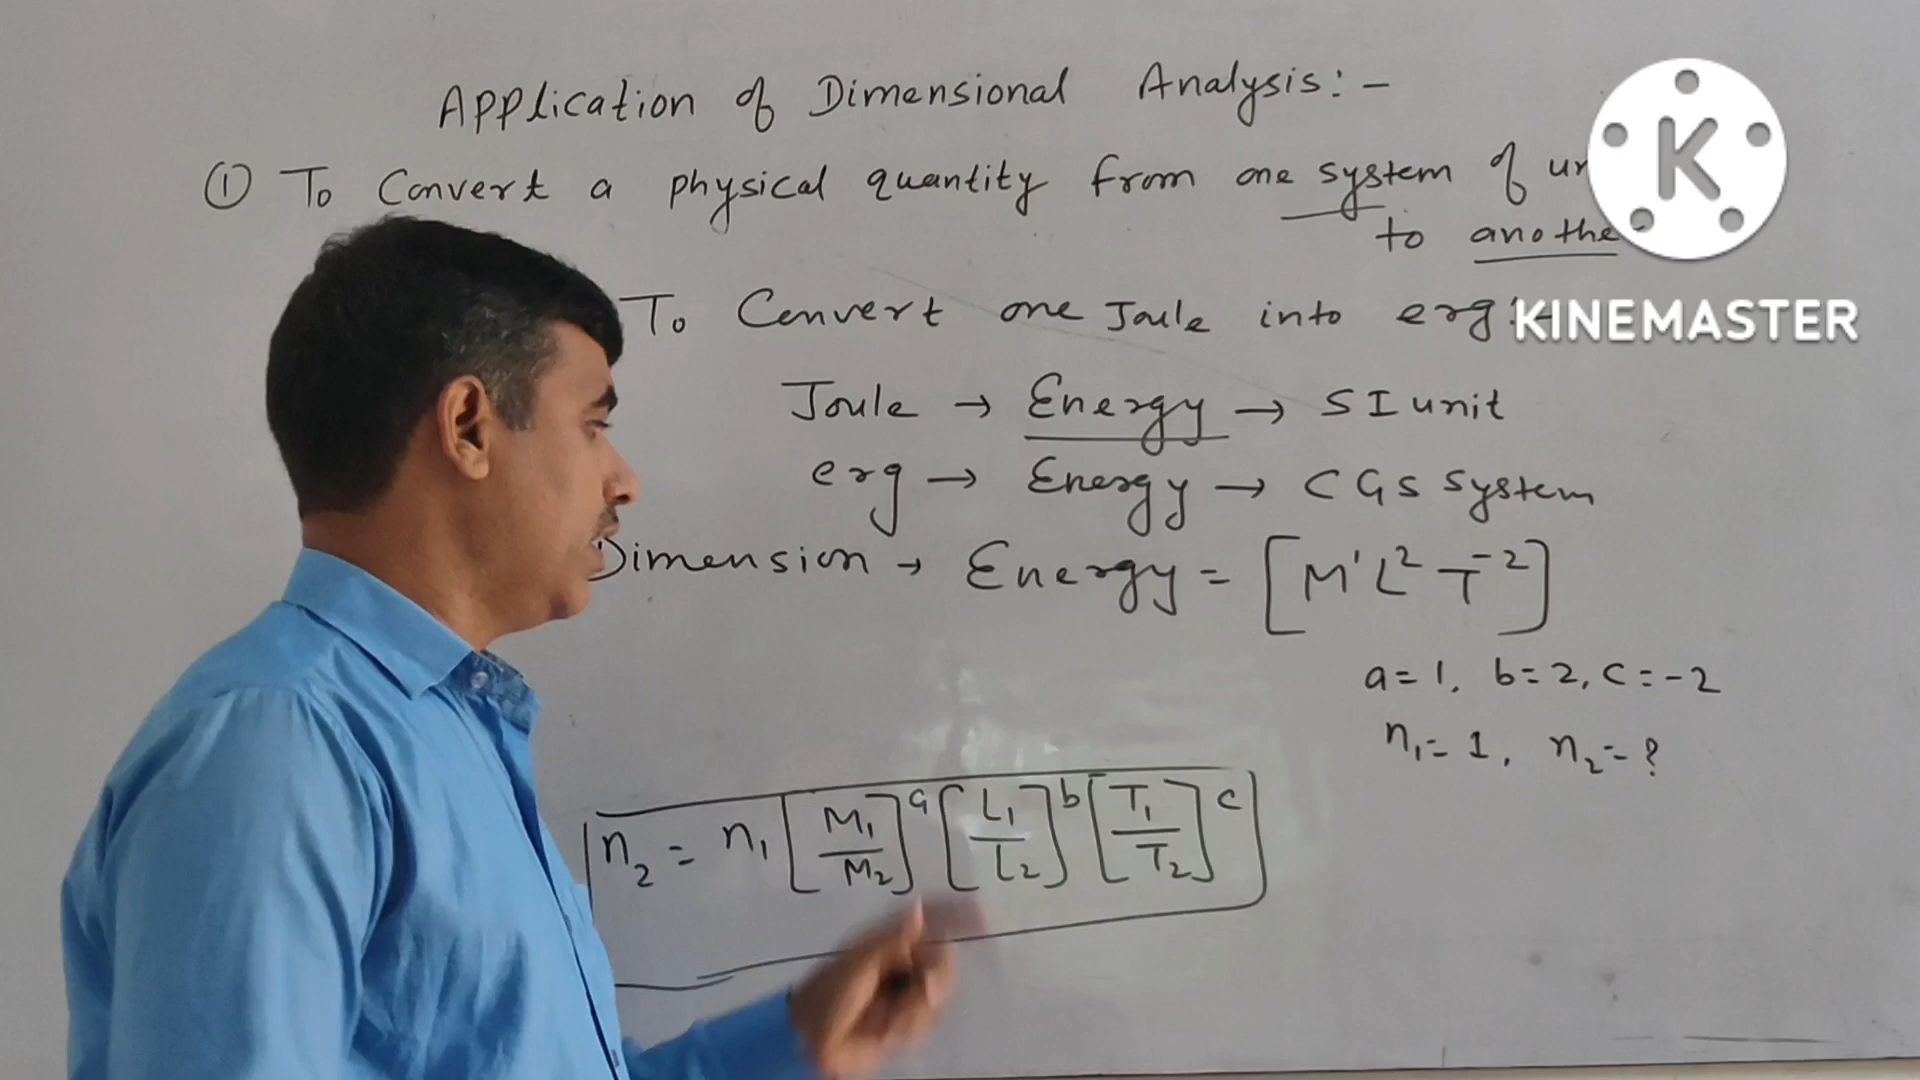 Application of Dimensional Analysis:-
① To Convert a physical quantity from one system of
to anothe
To Convert one Joule into erg:-
Joule → Energy → SI unit
erg → Energy → CGS system
Dimension → Energy = [M¹L²T⁻²]
a=1, b=2, c=-2
n₁=1, n₂=?
n₂ = n₁ [M₁/M₂]ᵃ [L₁/L₂]ᵇ [T₁/T₂]ᶜ
K
KINEMASTER